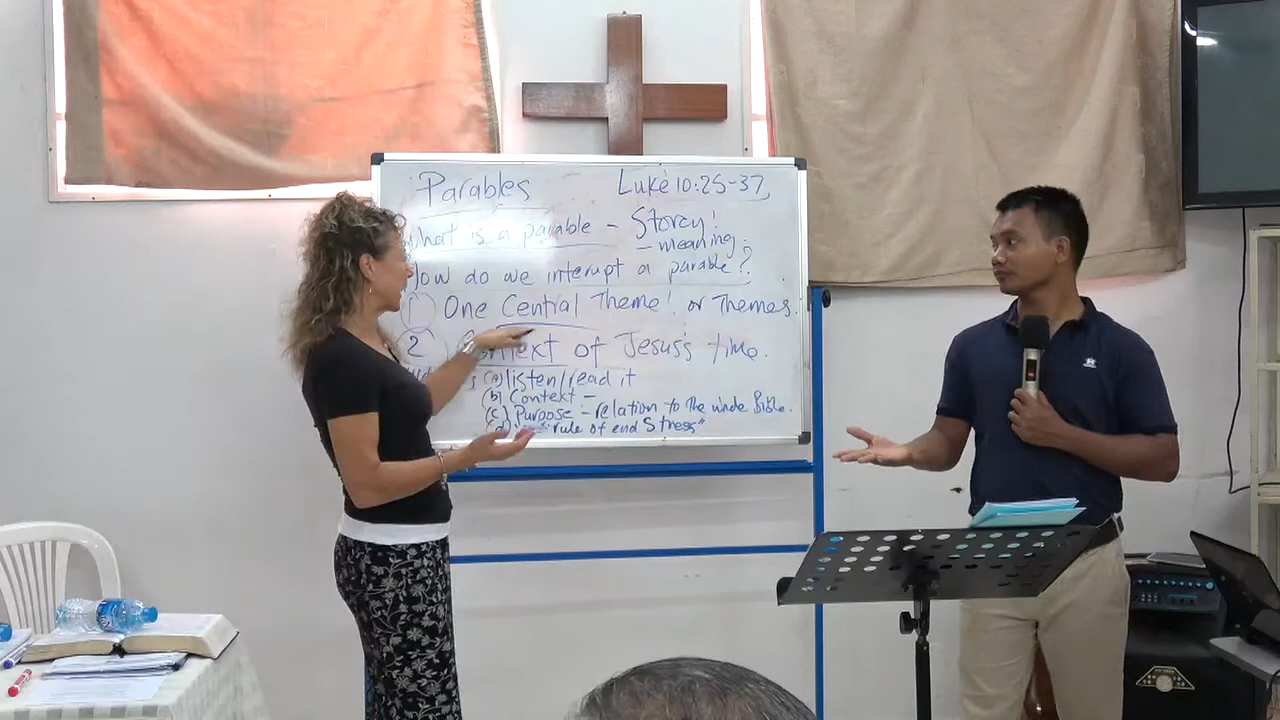 Parables Luke 10:25-37
What is a parable - Storey!
- meaning.
How do we interupt a parable?
1 One Central Theme! or Themes.
2 Context of Jesus's time.
(a) listen/read it
(b) Context -
(c) Purpose - relation to the whole Bible.
(d) "rule of end Stress"